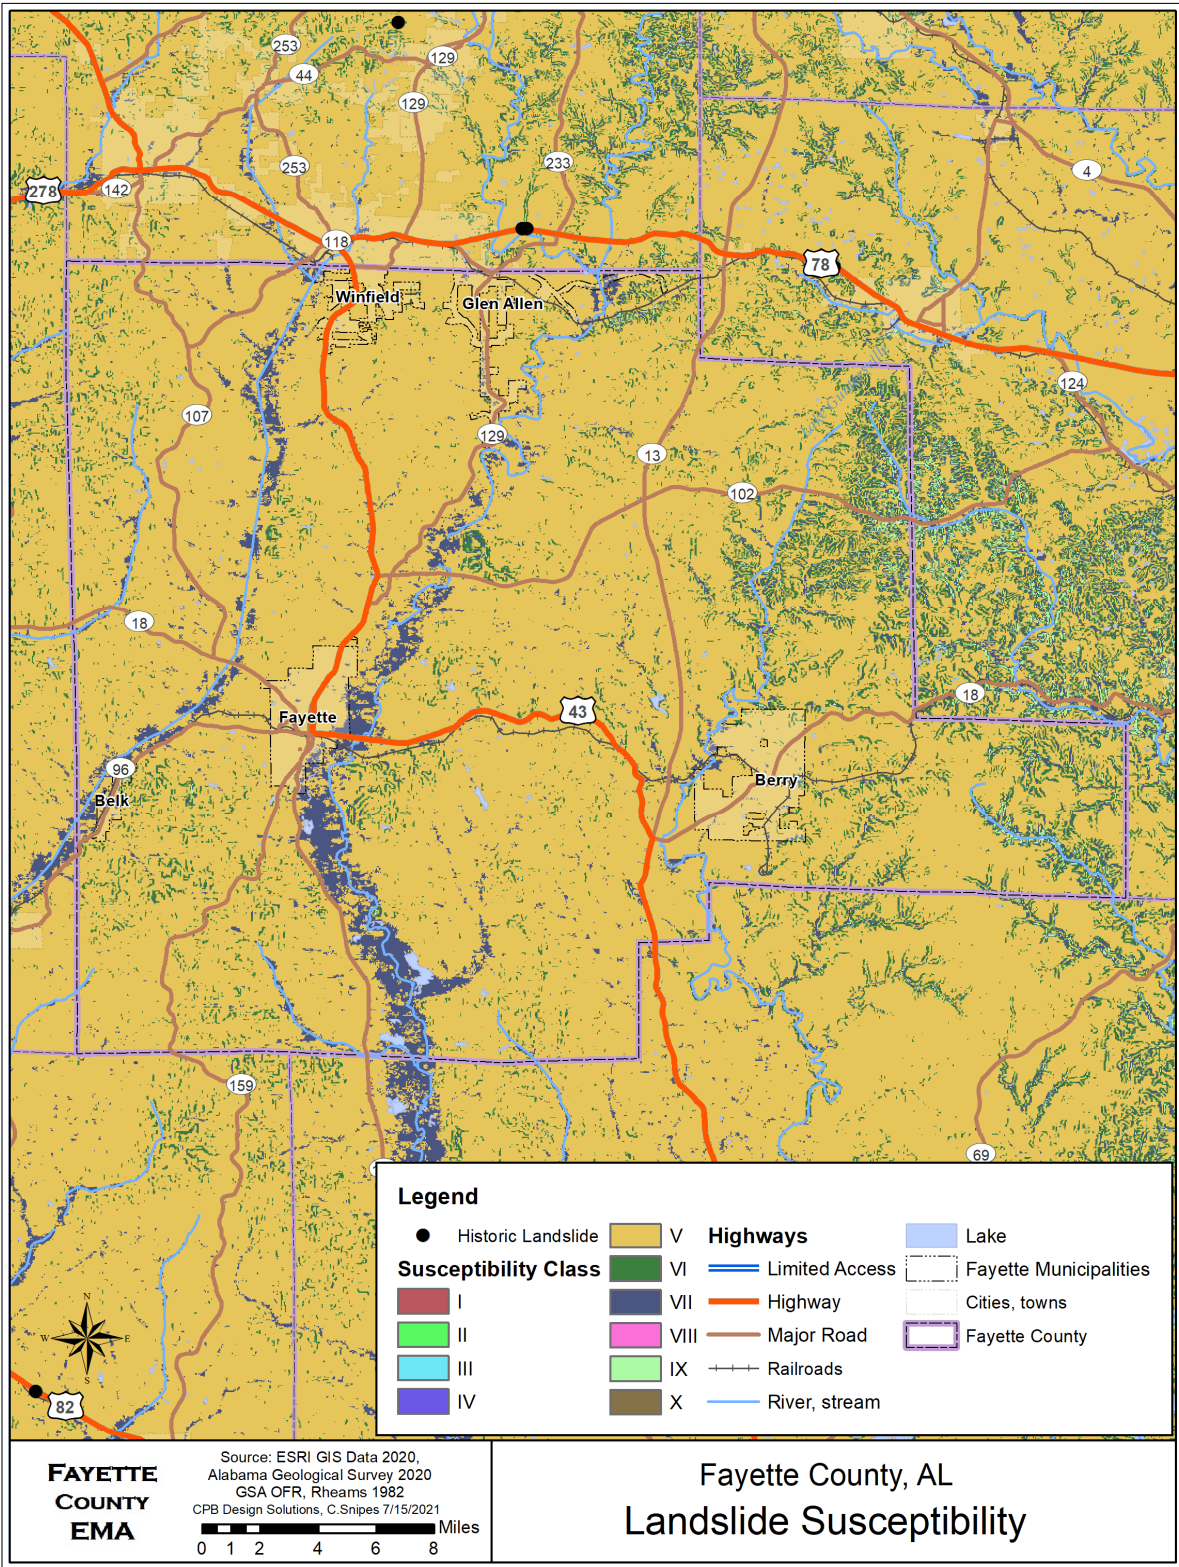 253
129
44
129
233
253
4
278
142
118
78
Winfield
Glen Allen
124
107
129
13
102
18
18
43
Fayette
96
Berry
Belk
159
69
82
N
W
E
S
Legend
Historic Landslide
Susceptibility Class
I
II
III
IV
V
VI
VII
VIII
IX
X
Highways
Limited Access
Highway
Major Road
Railroads
River, stream
Lake
Fayette Municipalities
Cities, towns
Fayette County
FAYETTE
COUNTY
EMA
Source: ESRI GIS Data 2020,
Alabama Geological Survey 2020
GSA OFR, Rheams 1982
CPB Design Solutions, C.Snipes 7/15/2021
Miles
0 1 2 4 6 8
Fayette County, AL
Landslide Susceptibility